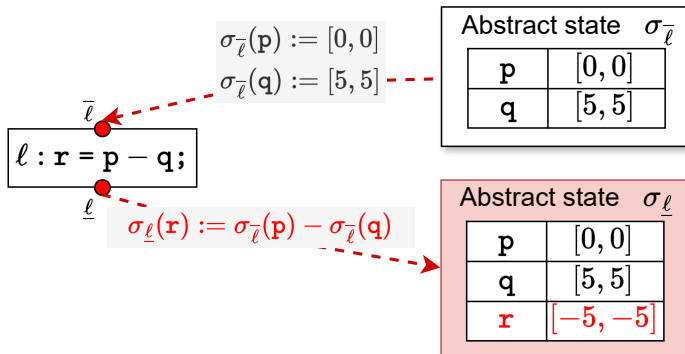 σ_ℓ̅(p) := [0, 0]
σ_ℓ̅(q) := [5, 5]
Abstract state σ_ℓ̅
p [0, 0]
q [5, 5]
ℓ̅
ℓ : r = p − q;
ℓ̲
σ_ℓ̲(r) := σ_ℓ̅(p) − σ_ℓ̅(q)
Abstract state σ_ℓ̲
p [0, 0]
q [5, 5]
r [−5, −5]